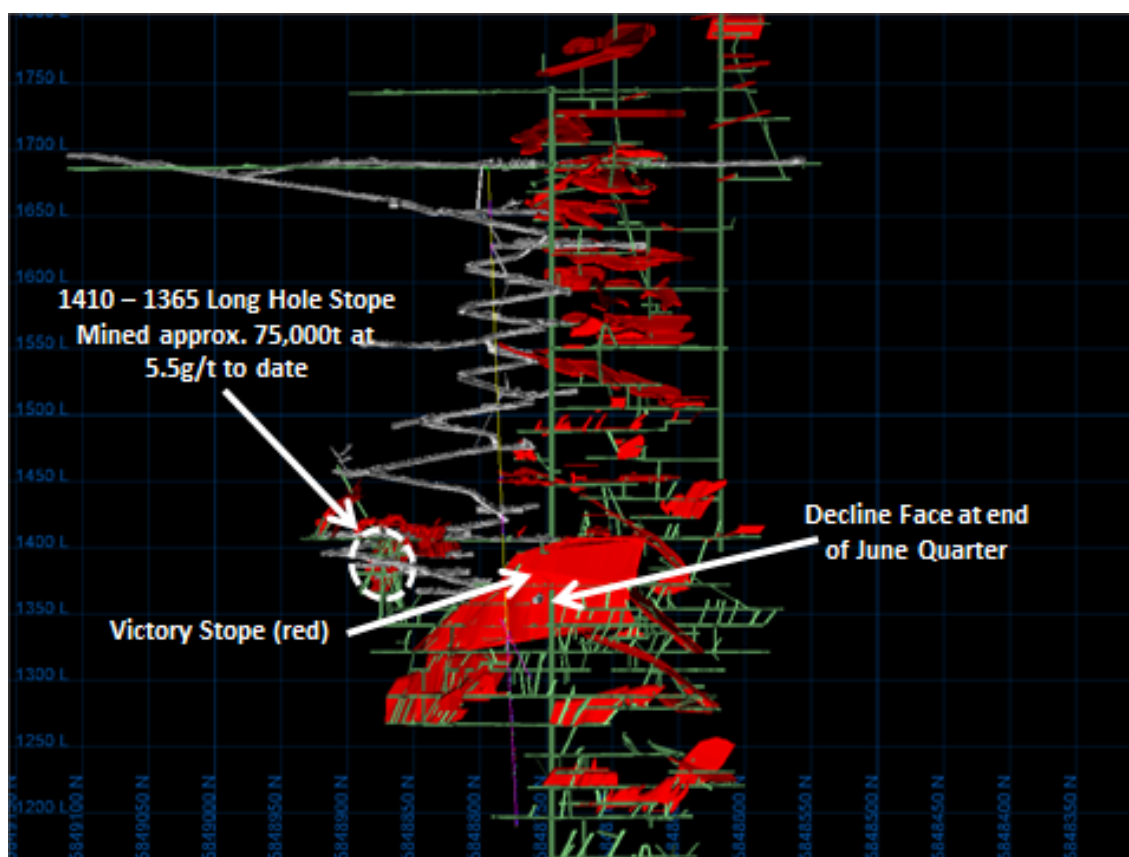 1750 L
1700 L
1650 L
1600 L
1410 – 1365 Long Hole Stope
Mined approx. 75,000t at
5.5g/t to date
1550 L
1500 L
1450 L
Decline Face at end
of June Quarter
1400 L
1350 L
Victory Stope (red)
1300 L
1250 L
1200 L
5849100 N
5849050 N
5849000 N
5848950 N
5848900 N
5848850 N
5848800 N
5848550 N
5848500 N
5848450 N
5848400 N
5848350 N